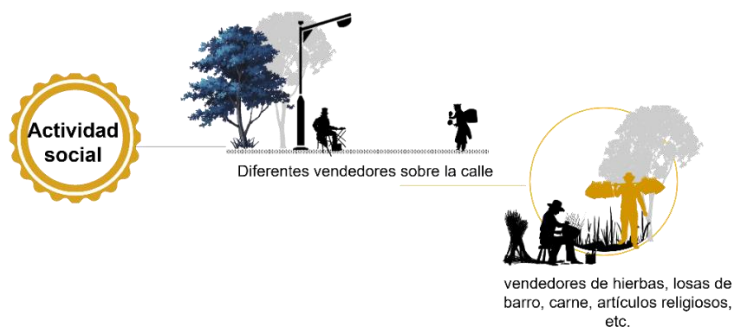 Actividad
social
Diferentes vendedores sobre la calle
vendedores de hierbas, losas de
barro, carne, artículos religiosos,
etc.